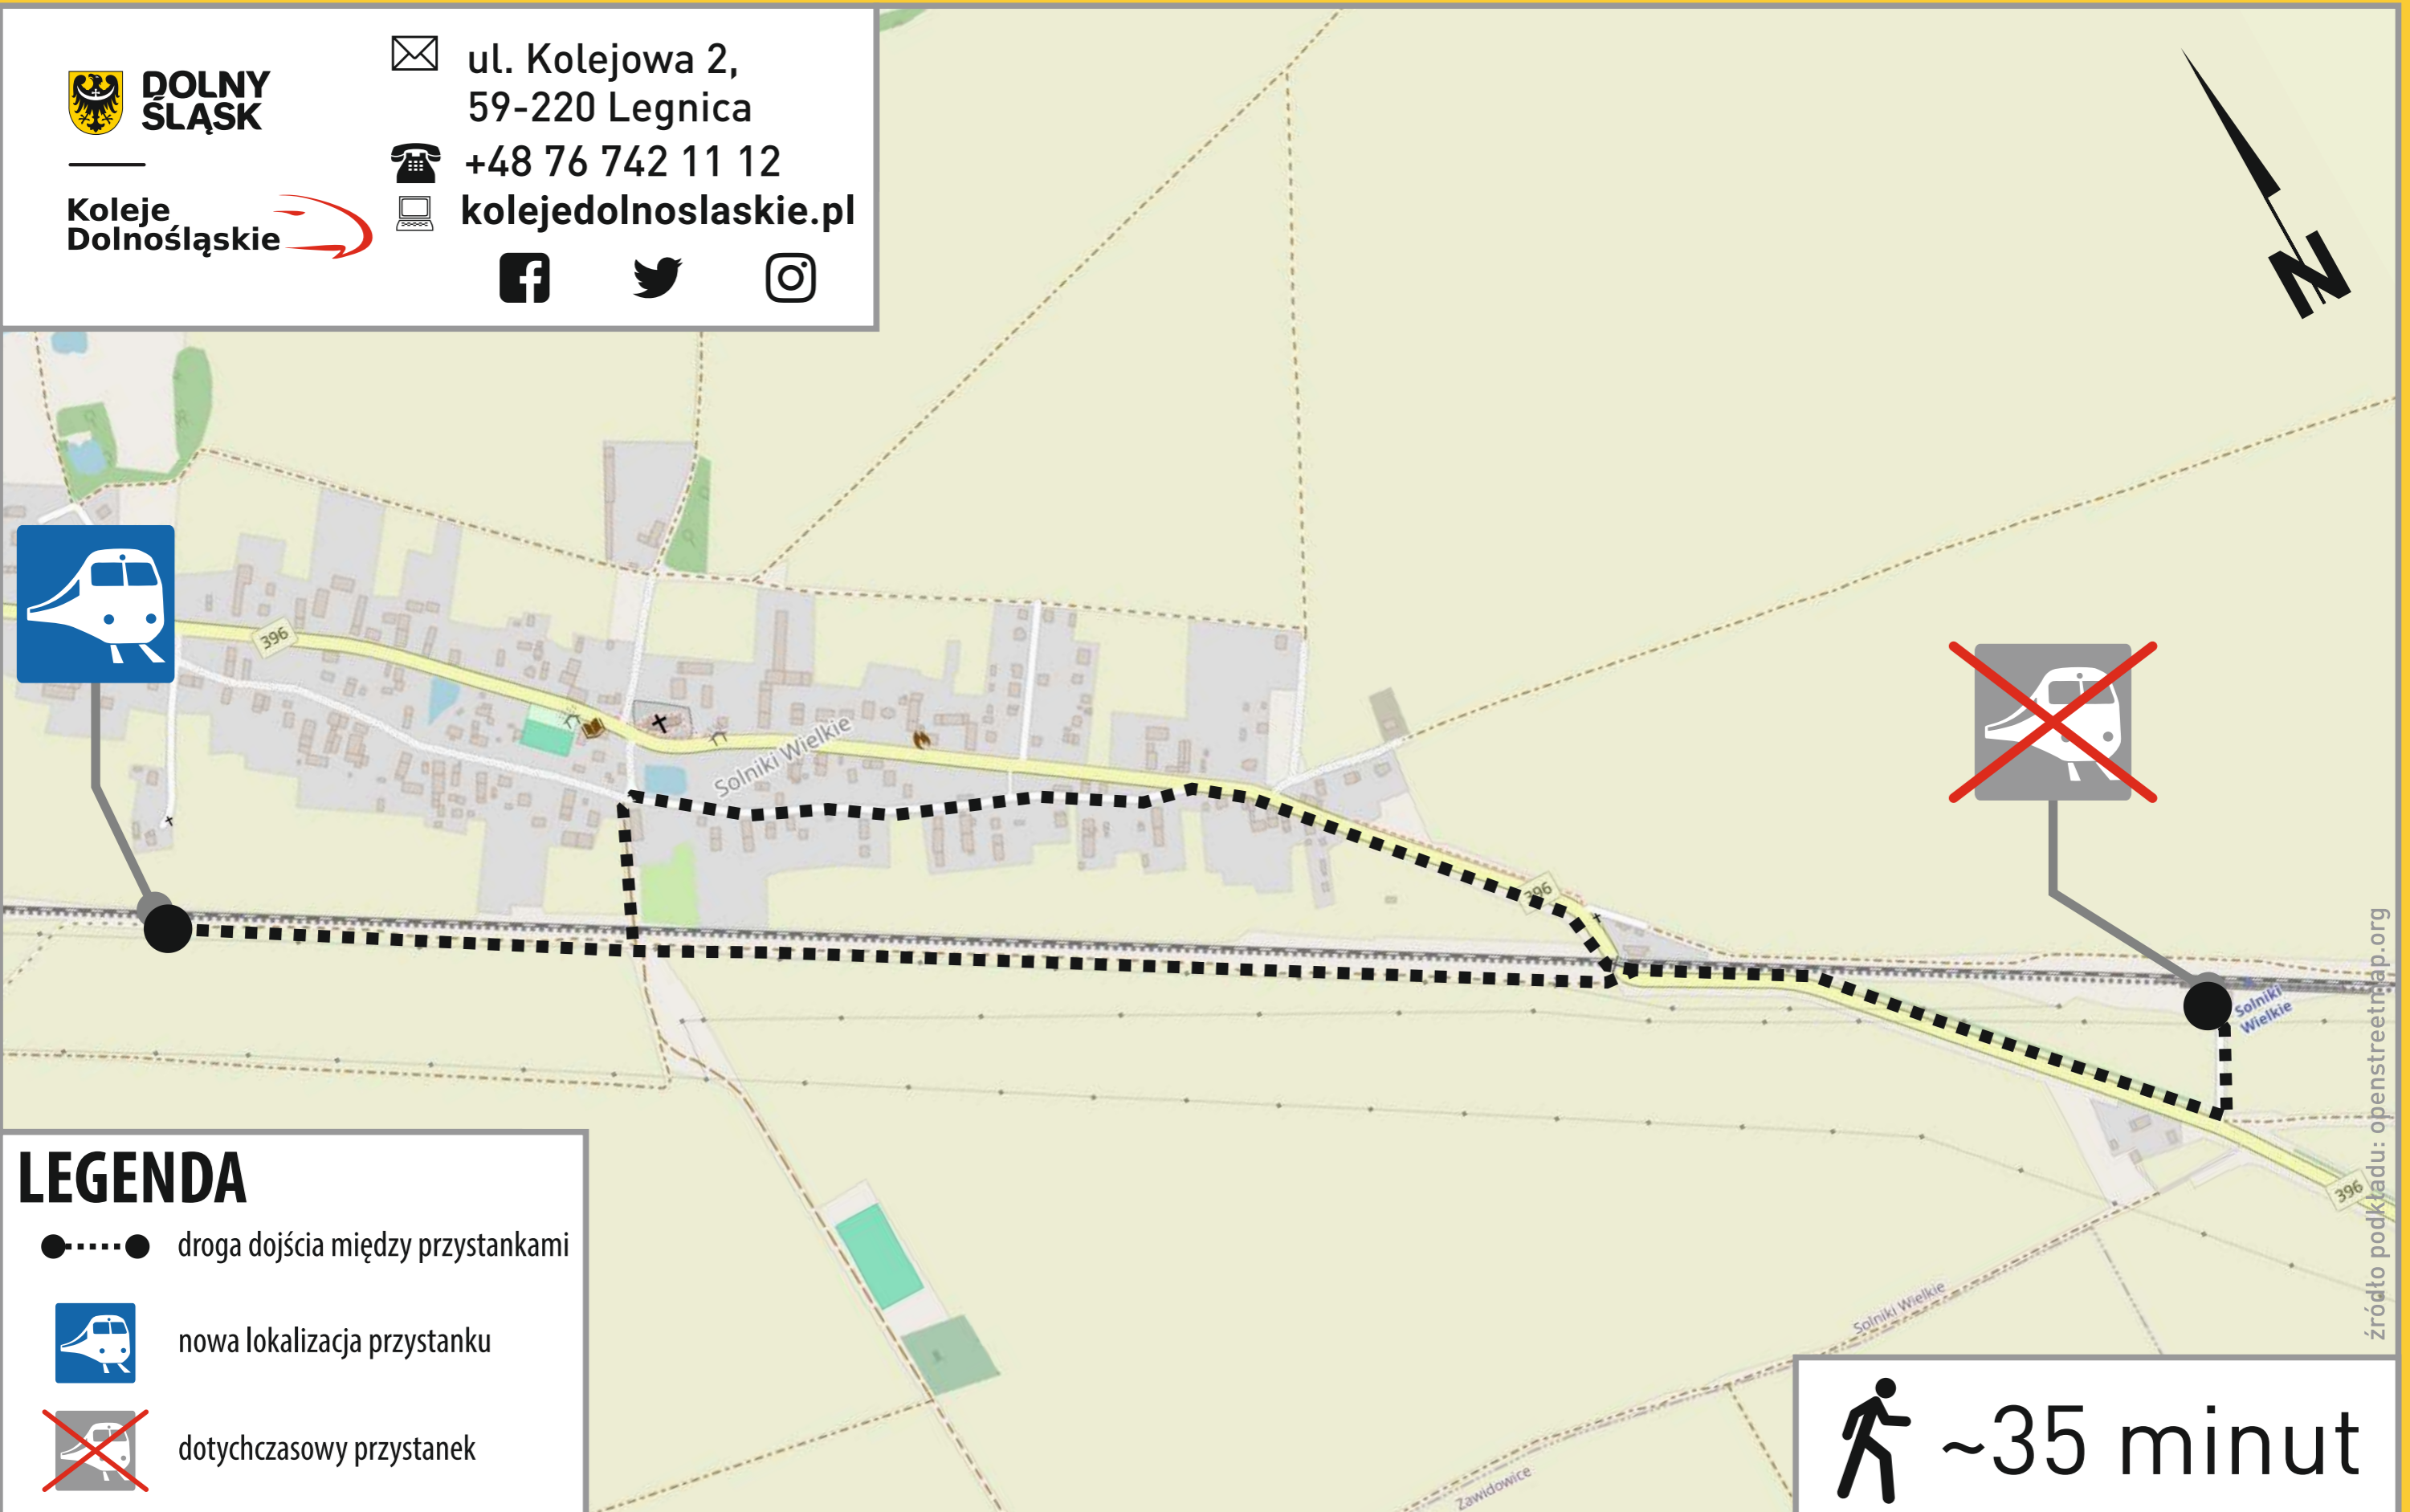 DOLNY
ŚLĄSK
Koleje
Dolnośląskie
ul. Kolejowa 2,
59-220 Legnica
+48 76 742 11 12
kolejedolnoslaskie.pl
N
396
Solniki Wielkie
396
Solniki
Wielkie
396
Solniki Wielkie
Zawidowice
źródło podkładu: openstreetmap.org
LEGENDA
droga dojścia między przystankami
nowa lokalizacja przystanku
dotychczasowy przystanek
~35 minut